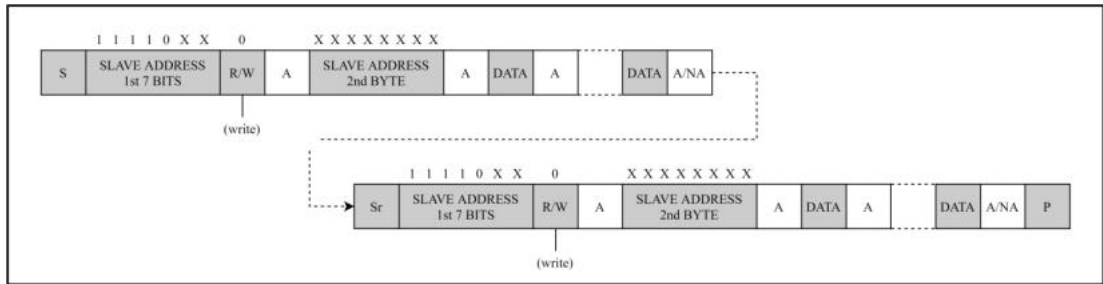 1 1 1 1 0 X X 0 X X X X X X X X
S SLAVE ADDRESS 1st 7 BITS R/W A SLAVE ADDRESS 2nd BYTE A DATA A DATA A/NA
(write)
1 1 1 1 0 X X 0 X X X X X X X X
Sr SLAVE ADDRESS 1st 7 BITS R/W A SLAVE ADDRESS 2nd BYTE A DATA A DATA A/NA P
(write)